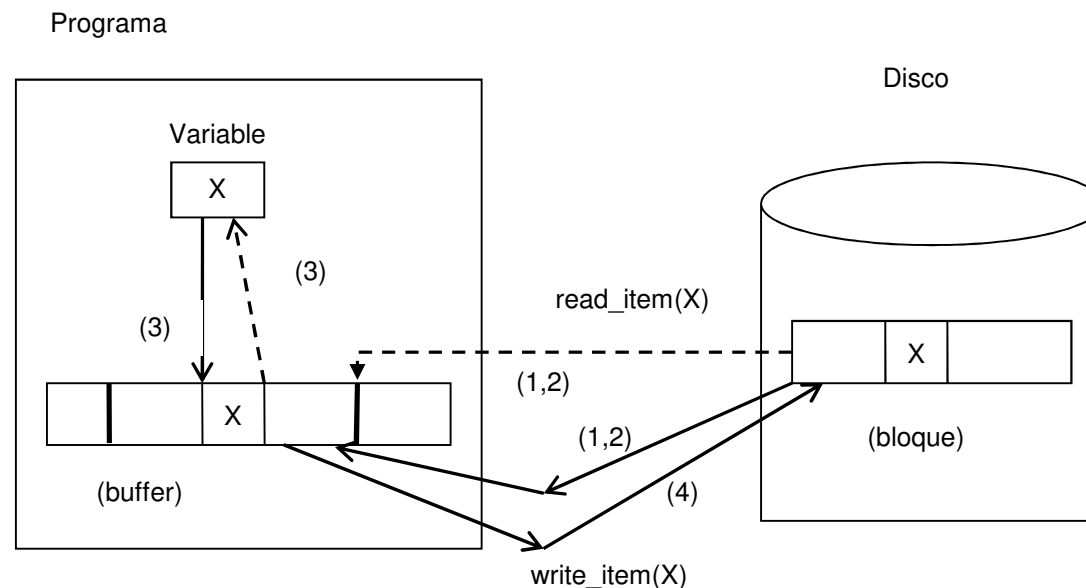 Programa
Disco
Variable
X
(3)
read_item(X)
(3)
X
(1,2)
X
(1,2)
(bloque)
(buffer)
(4)
write_item(X)